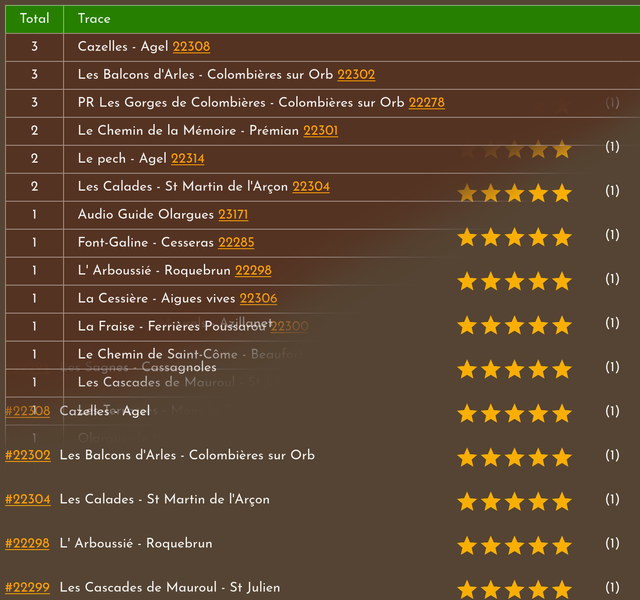 Total Trace
3 Cazelles - Agel 22308
3 Les Balcons d'Arles - Colombières sur Orb 22302
3 PR Les Gorges de Colombières - Colombières sur Orb 22278 (1)
2 Le Chemin de la Mémoire - Prémian 22301
(1)
2 Le pech - Agel 22314
2 Les Calades - St Martin de l'Arçon 22304 (1)
1 Audio Guide Olargues 23171
1 Font-Galine - Cesseras 22285 (1)
1 L' Arboussié - Roquebrun 22298
(1)
1 La Cessière - Aigues vives 22306
1 La Fraise - Ferrières Poussarou 22300
Azillanet (1)
1 Le Chemin de Saint-Côme - Beaufort
Les Sagnes - Cassagnoles (1)
1 Les Cascades de Mauroul - St
#22308 Cazelles - Agel (1)
1
1
#22302 Les Balcons d'Arles - Colombières sur Orb (1)
#22304 Les Calades - St Martin de l'Arçon (1)
#22298 L' Arboussié - Roquebrun (1)
#22299 Les Cascades de Mauroul - St Julien (1)